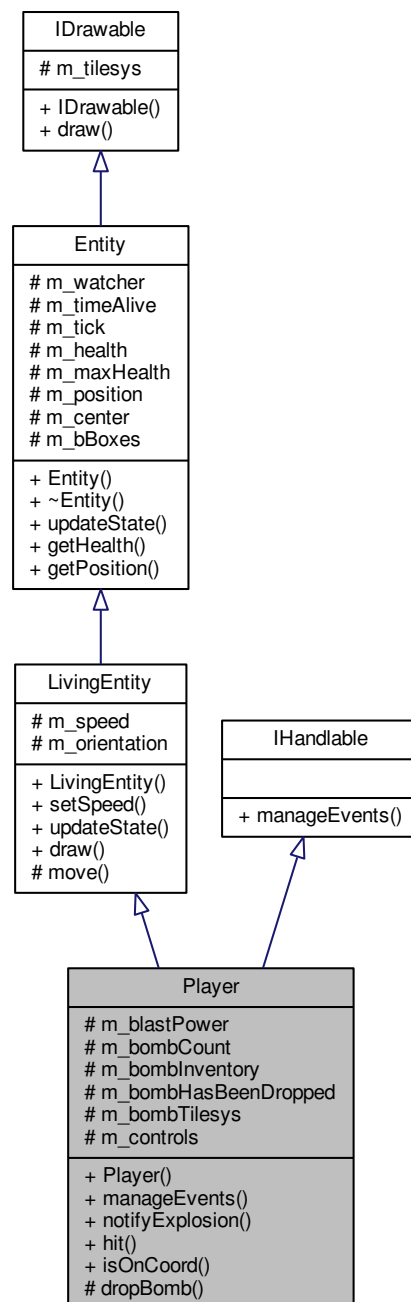 IDrawable
# m_tilesys
+ IDrawable()
+ draw()
Entity
# m_watcher
# m_timeAlive
# m_tick
# m_health
# m_maxHealth
# m_position
# m_center
# m_bBoxes
+ Entity()
+ ~Entity()
+ updateState()
+ getHealth()
+ getPosition()
LivingEntity
# m_speed
# m_orientation
+ LivingEntity()
+ setSpeed()
+ updateState()
+ draw()
# move()
IHandlable
+ manageEvents()
Player
# m_blastPower
# m_bombCount
# m_bombInventory
# m_bombHasBeenDropped
# m_bombTilesys
# m_controls
+ Player()
+ manageEvents()
+ notifyExplosion()
+ hit()
+ isOnCoord()
# dropBomb()